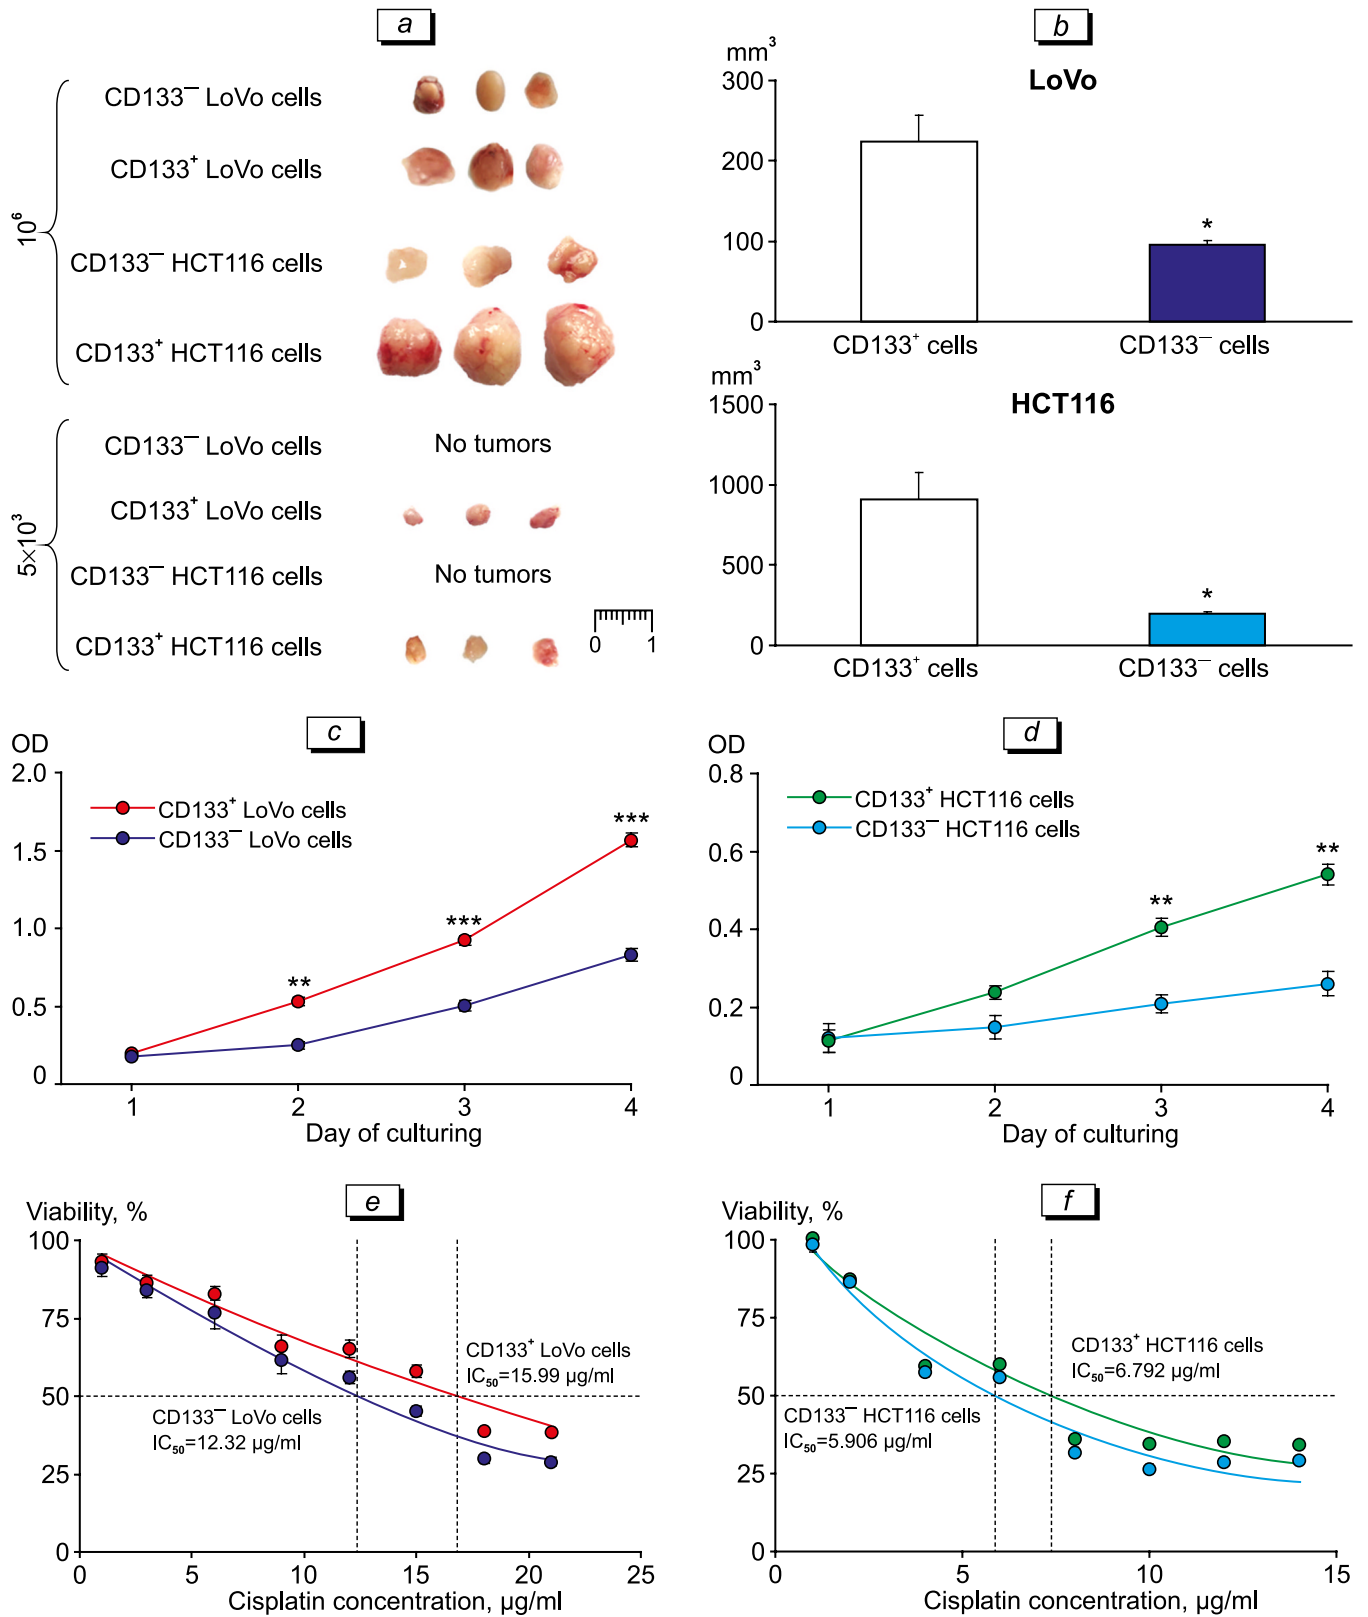 a
10⁶
CD133⁻ LoVo cells
CD133⁺ LoVo cells
CD133⁻ HCT116 cells
CD133⁺ HCT116 cells
5×10³
CD133⁻ LoVo cells
No tumors
CD133⁺ LoVo cells
CD133⁻ HCT116 cells
No tumors
CD133⁺ HCT116 cells
0 1
b
mm³
LoVo
300
200
100
0
*
CD133⁺ cells CD133⁻ cells
mm³
HCT116
1500
1000
500
0
*
CD133⁺ cells CD133⁻ cells
c
OD
2.0
1.5
1.0
0.5
0
CD133⁺ LoVo cells
CD133⁻ LoVo cells
**
***
***
1 2 3 4
Day of culturing
d
OD
0.8
0.6
0.4
0.2
0
CD133⁺ HCT116 cells
CD133⁻ HCT116 cells
**
**
1 2 3 4
Day of culturing
e
Viability, %
100
75
50
25
0
CD133⁺ LoVo cells
IC₅₀=15.99 µg/ml
CD133⁻ LoVo cells
IC₅₀=12.32 µg/ml
0 5 10 15 20 25
Cisplatin concentration, µg/ml
f
Viability, %
100
75
50
25
0
CD133⁺ HCT116 cells
IC₅₀=6.792 µg/ml
CD133⁻ HCT116 cells
IC₅₀=5.906 µg/ml
0 5 10 15
Cisplatin concentration, µg/ml